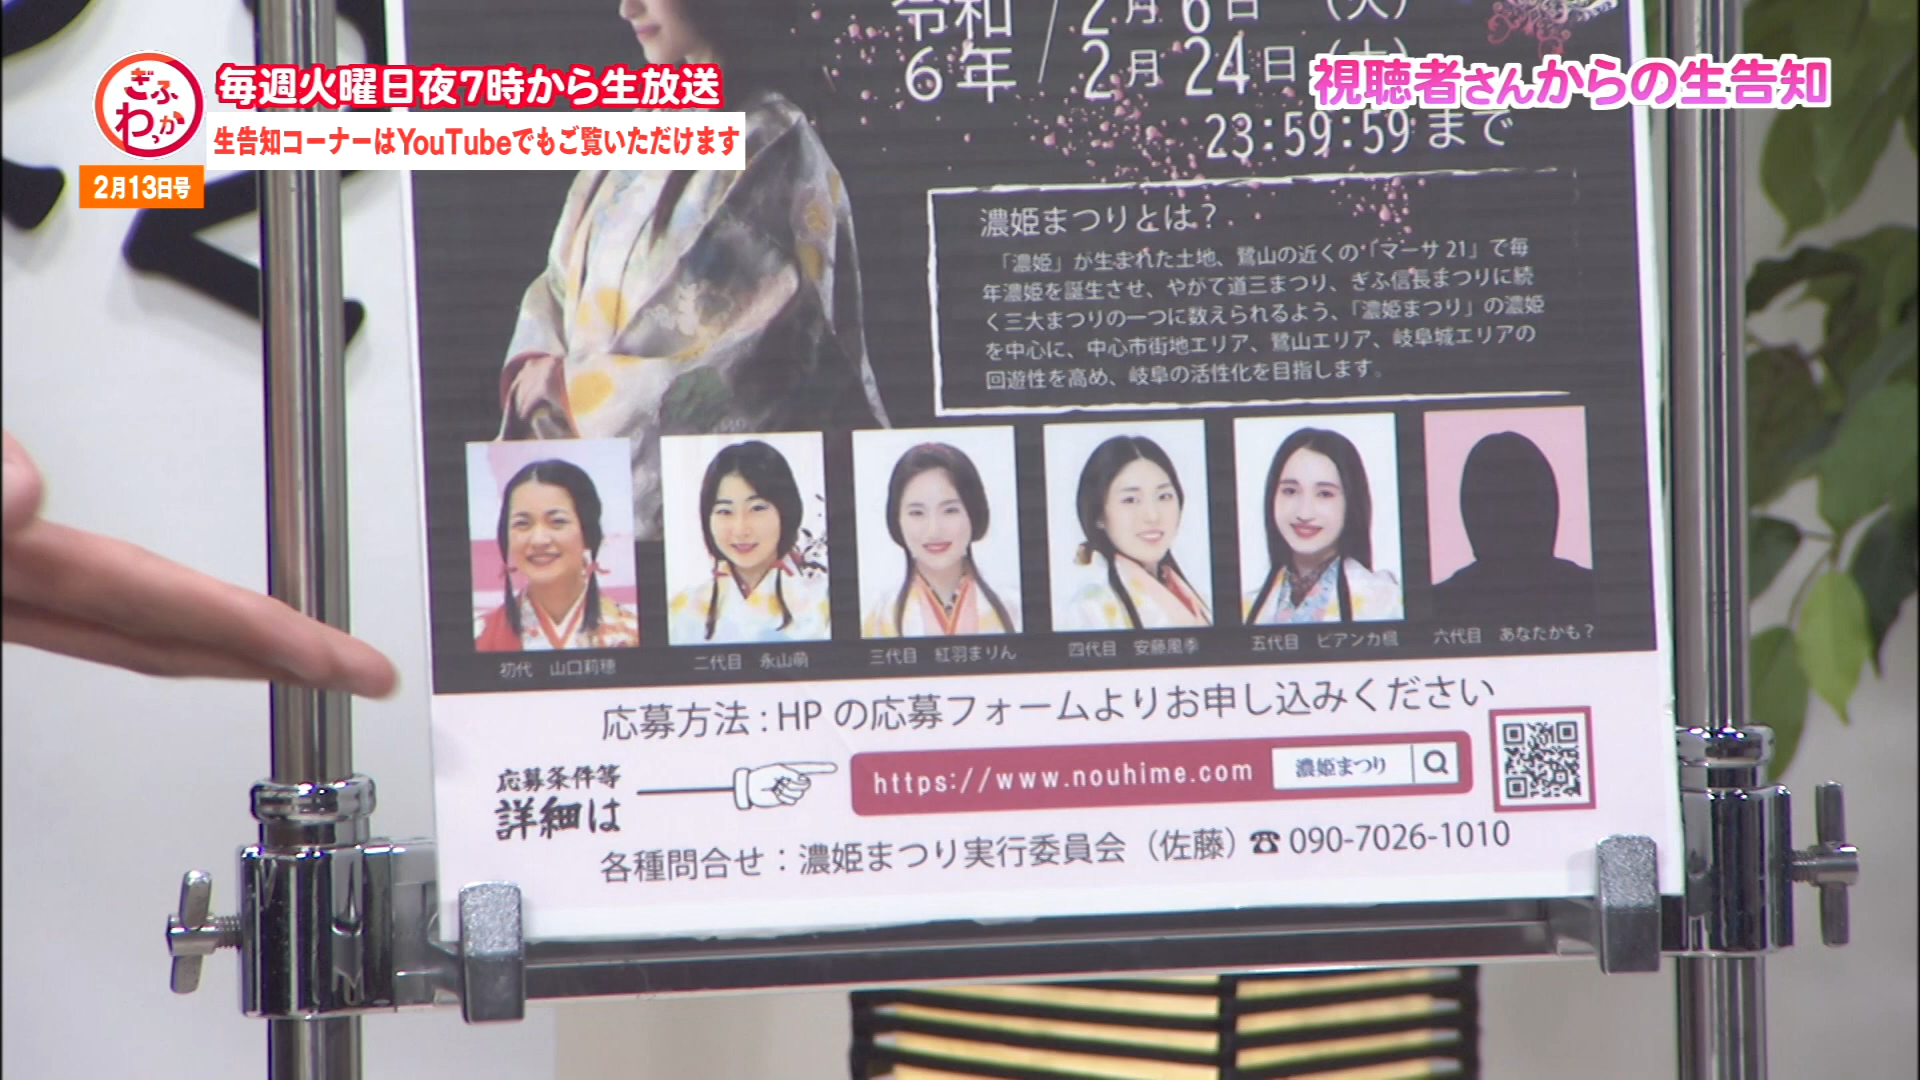 ぎふわっか
毎週火曜日夜7時から生放送
生告知コーナーはYouTubeでもご覧いただけます
2月13日号
視聴者さんからの生告知
令和6年
2月6日（火）
2月24日
23:59:59まで
濃姫まつりとは？
「濃姫」が生まれた土地、鷺山の近くの「マーサ21」で毎
年濃姫を誕生させ、やがて道三まつり、ぎふ信長まつりに続
く三大まつりの一つに数えられるよう、「濃姫まつり」の濃姫
を中心に、中心市街地エリア、鷺山エリア、岐阜城エリアの
回遊性を高め、岐阜の活性化を目指します。
初代　山口莉穂
二代目　永山萌
三代目　紅羽まりん
四代目　安藤風季
五代目　ビアンカ楓
六代目　あなたかも？
応募方法：HPの応募フォームよりお申し込みください
応募条件等
詳細は
https://www.nouhime.com
濃姫まつり
各種問合せ：濃姫まつり実行委員会（佐藤）☎090-7026-1010